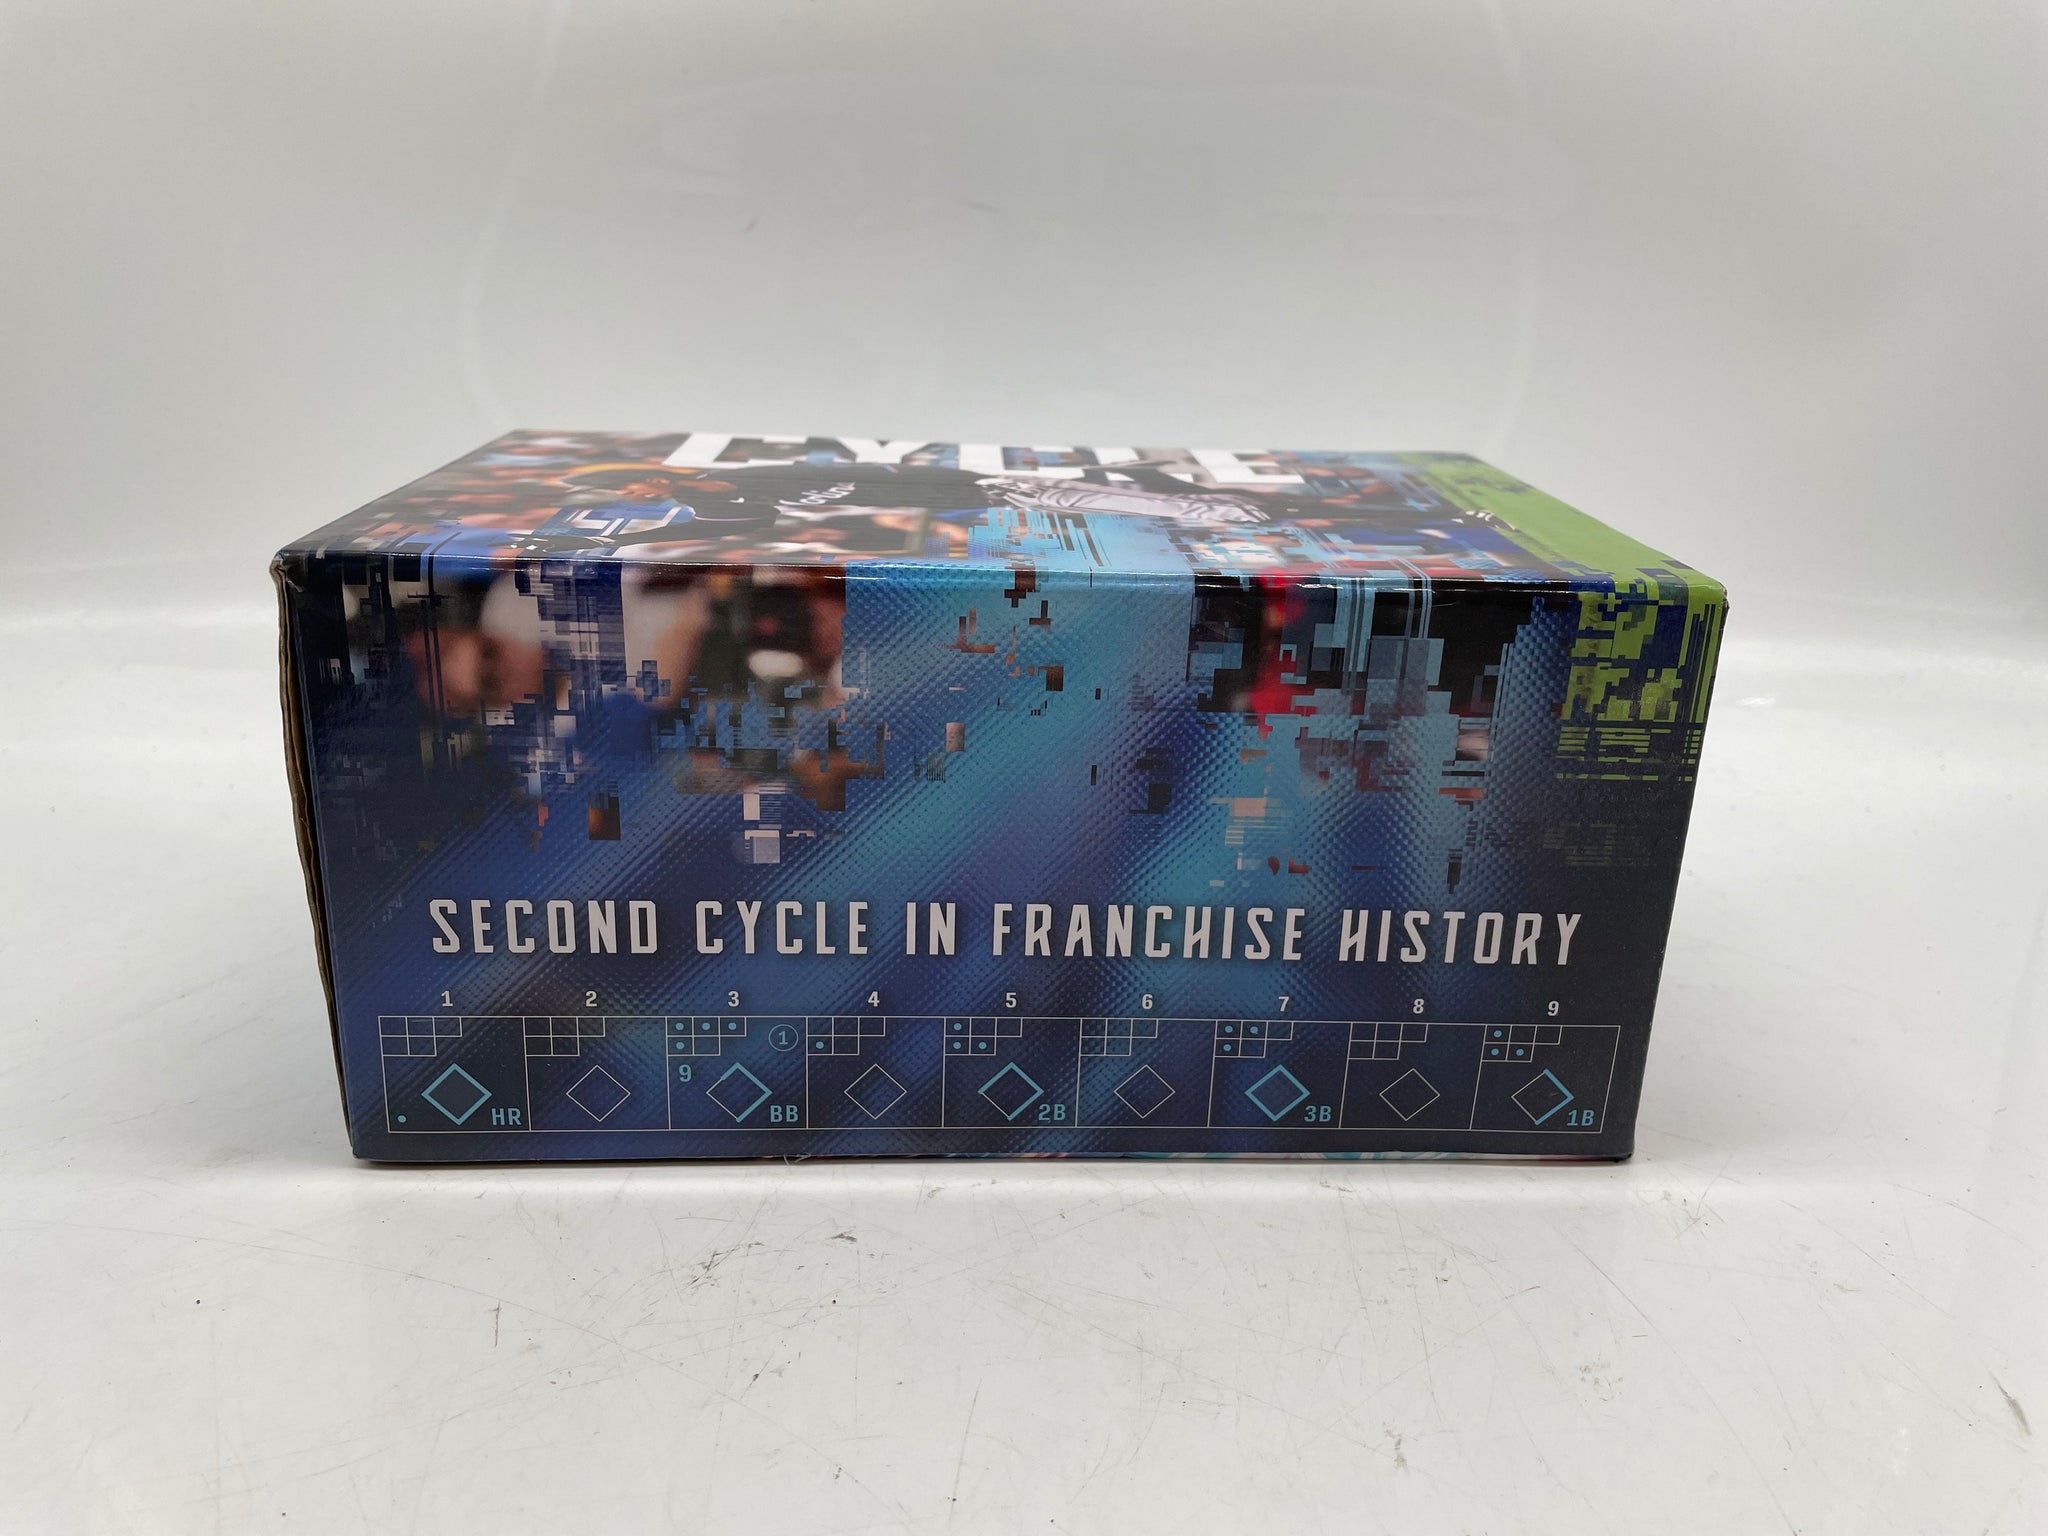 CYCLE
SECOND CYCLE IN FRANCHISE HISTORY
1 2 3 4 5 6 7 8 9
1
9
HR BB 2B 3B 1B